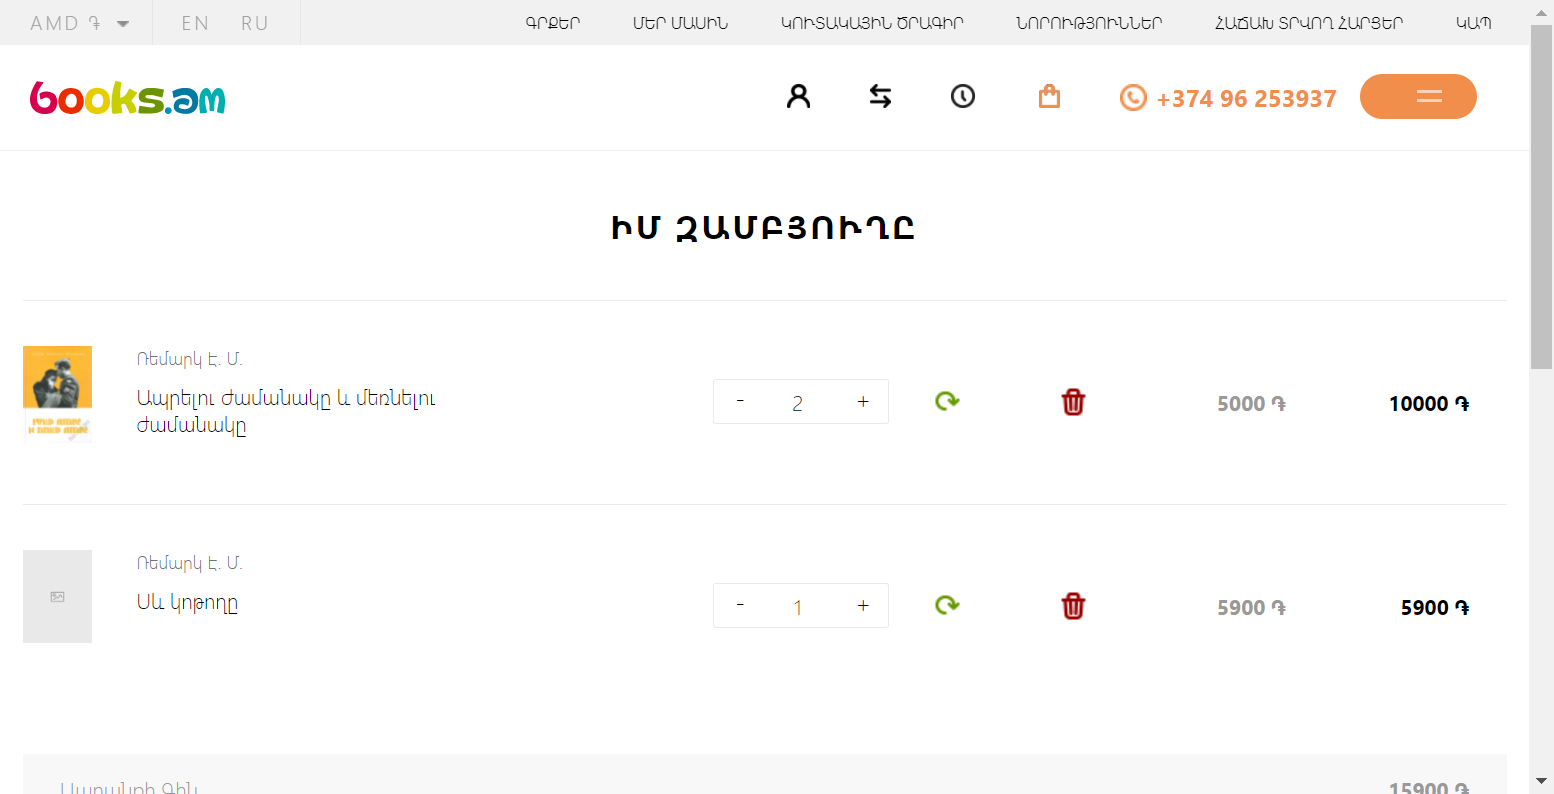 AMD ֏
EN
RU
ԳՐՔԵՐ
ՄԵՐ ՄԱՍԻՆ
ԿՈՒՏԱԿԱՅԻՆ ԾՐԱԳԻՐ
ՆՈՐՈՒԹՅՈՒՆՆԵՐ
ՀԱՃԱԽ ՏՐՎՈՂ ՀԱՐՑԵՐ
ԿԱՊ
books.am
+374 96 253937
ԻՄ ԶԱՄԲՅՈՒՂԸ
Ռեմարկ Է. Մ.
Ապրելու ժամանակը և մեռնելու
ժամանակը
- 2 +
5000 ֏
10000 ֏
Ռեմարկ Է. Մ.
Սև կոթողը
- 1 +
5900 ֏
5900 ֏
Ապրանքի Գին
15900 ֏